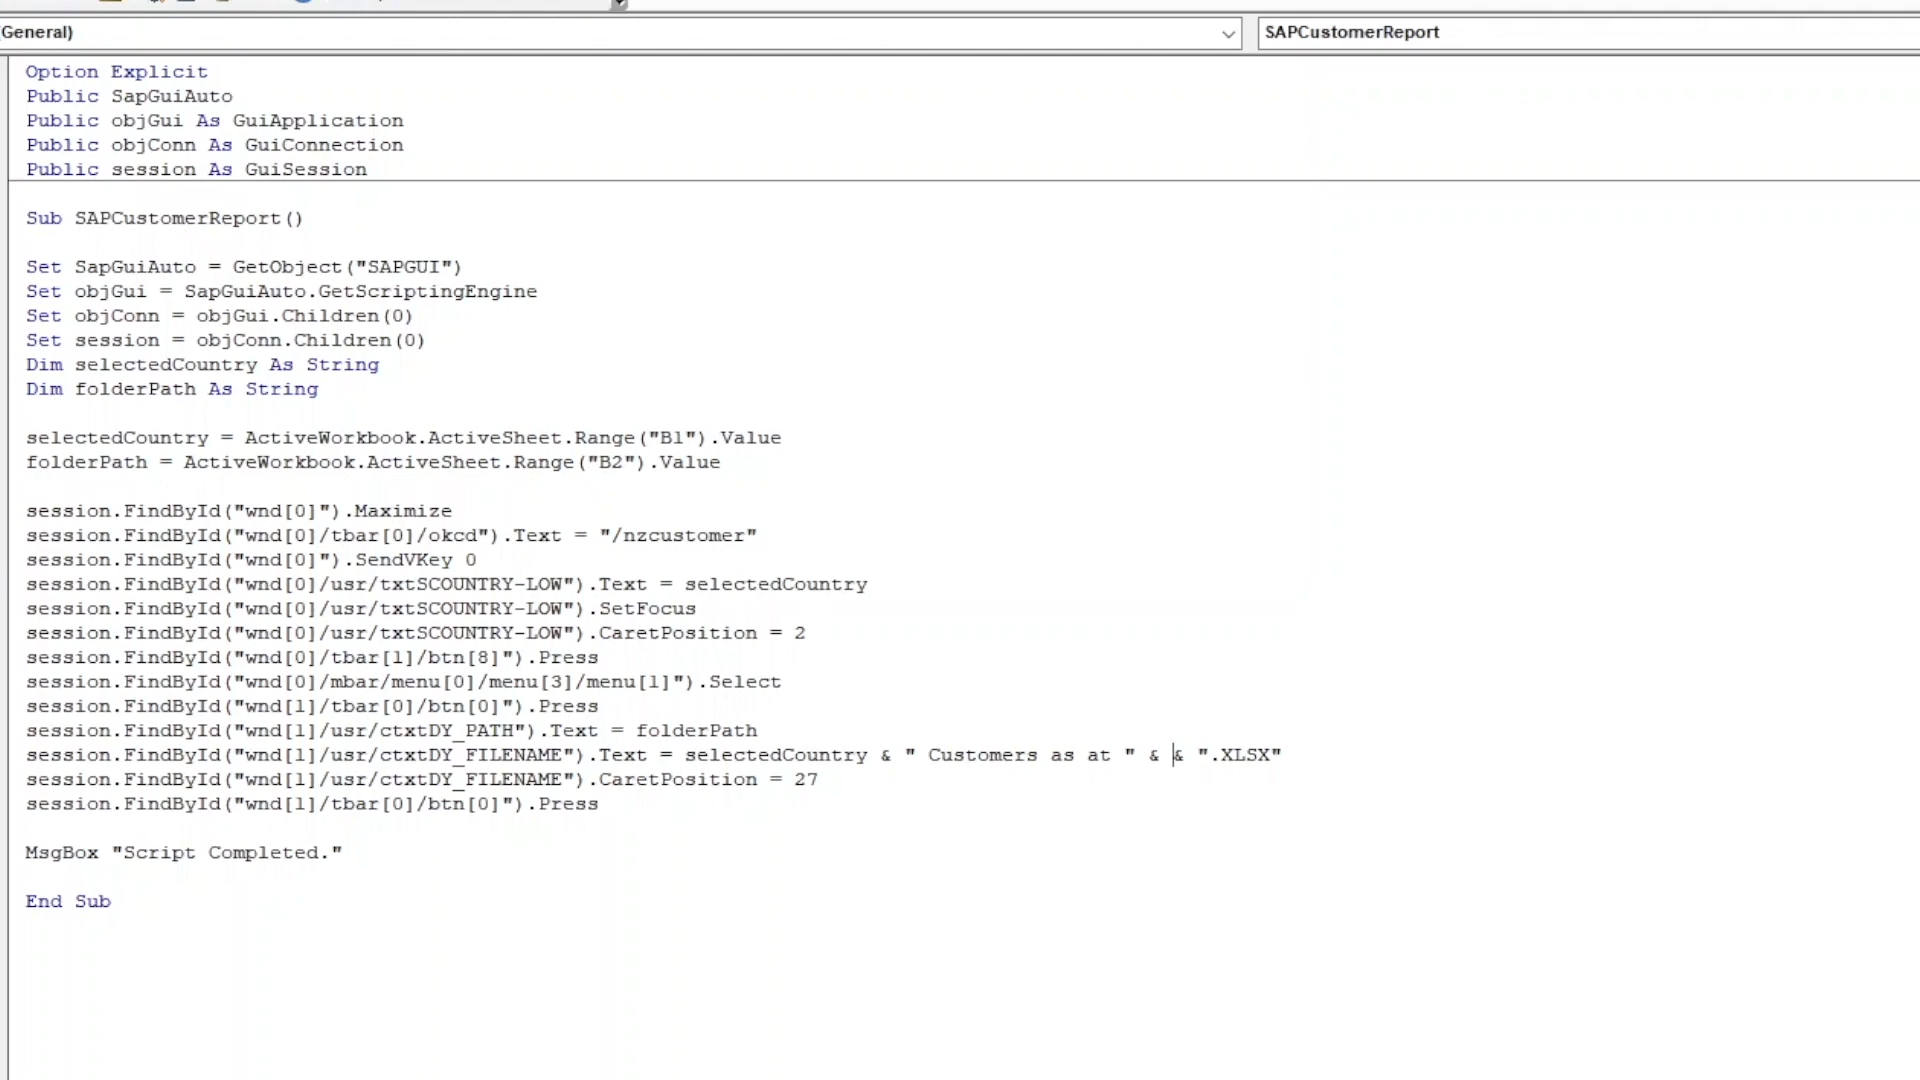 (General)
SAPCustomerReport
Option Explicit
Public SapGuiAuto
Public objGui As GuiApplication
Public objConn As GuiConnection
Public session As GuiSession
Sub SAPCustomerReport()
Set SapGuiAuto = GetObject("SAPGUI")
Set objGui = SapGuiAuto.GetScriptingEngine
Set objConn = objGui.Children(0)
Set session = objConn.Children(0)
Dim selectedCountry As String
Dim folderPath As String
selectedCountry = ActiveWorkbook.ActiveSheet.Range("B1").Value
folderPath = ActiveWorkbook.ActiveSheet.Range("B2").Value
session.FindById("wnd[0]").Maximize
session.FindById("wnd[0]/tbar[0]/okcd").Text = "/nzcustomer"
session.FindById("wnd[0]").SendVKey 0
session.FindById("wnd[0]/usr/txtSCOUNTRY-LOW").Text = selectedCountry
session.FindById("wnd[0]/usr/txtSCOUNTRY-LOW").SetFocus
session.FindById("wnd[0]/usr/txtSCOUNTRY-LOW").CaretPosition = 2
session.FindById("wnd[0]/tbar[1]/btn[8]").Press
session.FindById("wnd[0]/mbar/menu[0]/menu[3]/menu[1]").Select
session.FindById("wnd[1]/tbar[0]/btn[0]").Press
session.FindById("wnd[1]/usr/ctxtDY_PATH").Text = folderPath
session.FindById("wnd[1]/usr/ctxtDY_FILENAME").Text = selectedCountry & " Customers as at " & & ".XLSX"
session.FindById("wnd[1]/usr/ctxtDY_FILENAME").CaretPosition = 27
session.FindById("wnd[1]/tbar[0]/btn[0]").Press
MsgBox "Script Completed."
End Sub